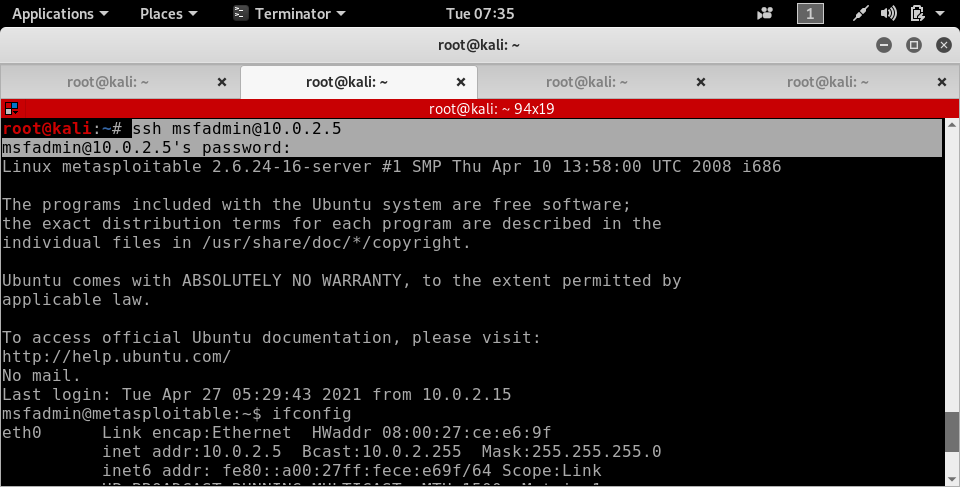 Applications Places Terminator Tue 07:35 1
root@kali: ~
root@kali: ~ root@kali: ~ root@kali: ~ root@kali: ~
root@kali: ~ 94x19
root@kali:~# ssh msfadmin@10.0.2.5
msfadmin@10.0.2.5's password:
Linux metasploitable 2.6.24-16-server #1 SMP Thu Apr 10 13:58:00 UTC 2008 i686
The programs included with the Ubuntu system are free software;
the exact distribution terms for each program are described in the
individual files in /usr/share/doc/*/copyright.
Ubuntu comes with ABSOLUTELY NO WARRANTY, to the extent permitted by
applicable law.
To access official Ubuntu documentation, please visit:
http://help.ubuntu.com/
No mail.
Last login: Tue Apr 27 05:29:43 2021 from 10.0.2.15
msfadmin@metasploitable:~$ ifconfig
eth0 Link encap:Ethernet HWaddr 08:00:27:ce:e6:9f
inet addr:10.0.2.5 Bcast:10.0.2.255 Mask:255.255.255.0
inet6 addr: fe80::a00:27ff:fece:e69f/64 Scope:Link
UP BROADCAST RUNNING MULTICAST MTU:1500